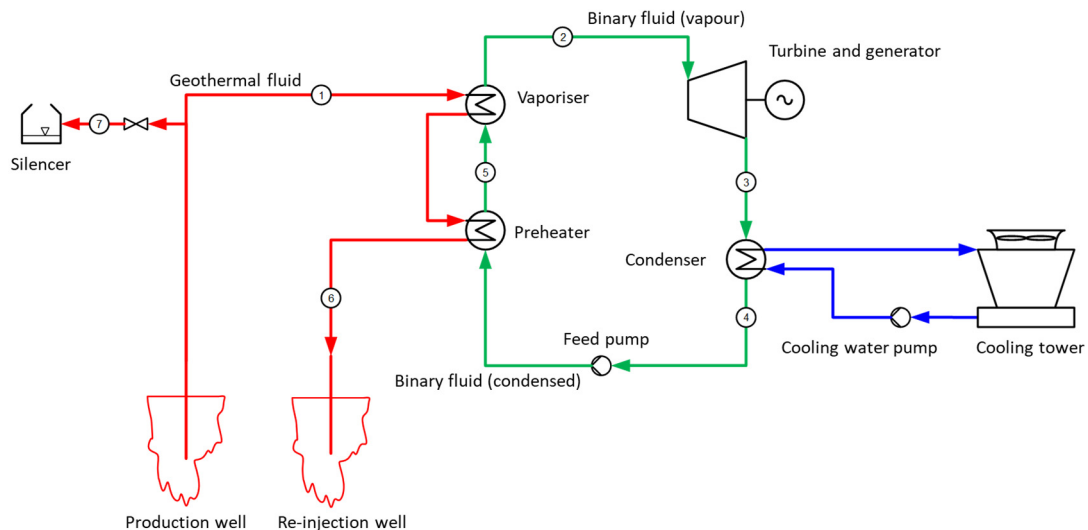 Binary fluid (vapour)
2
Turbine and generator
Geothermal fluid
1
Vaporiser
7
Silencer
5
3
Preheater
Condenser
6
4
Feed pump
Cooling water pump
Cooling tower
Binary fluid (condensed)
Production well
Re-injection well